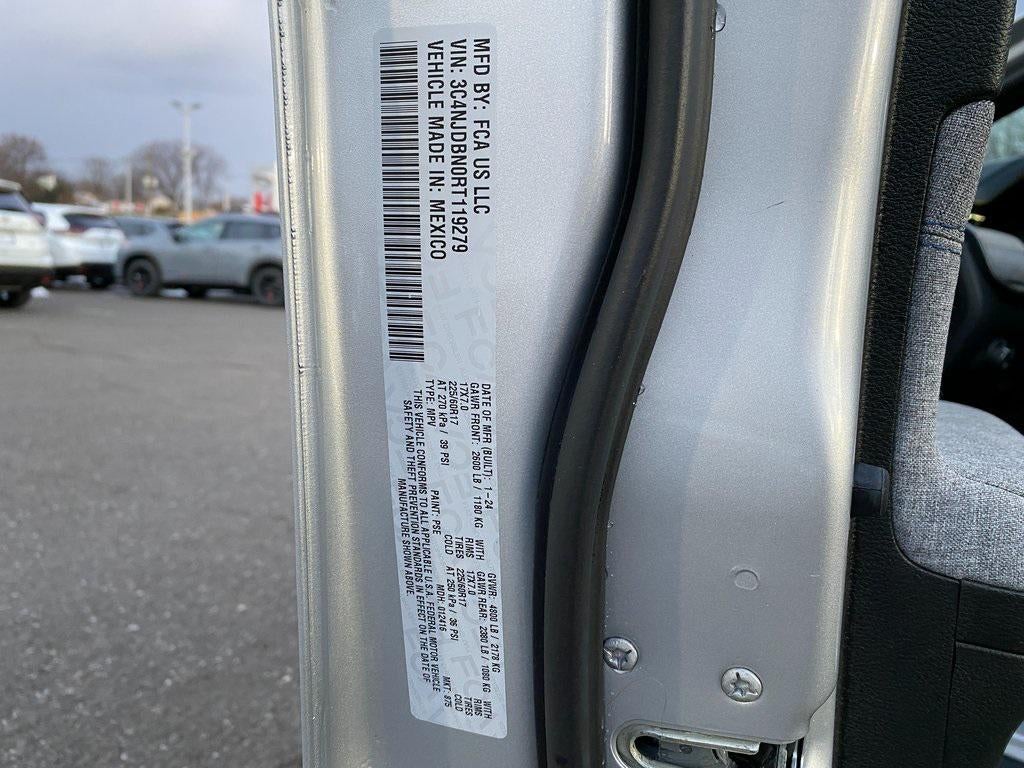 MFD BY: FCA US LLC
VIN: 3C4NJDBN0RT119279
VEHICLE MADE IN: MEXICO
DATE OF MFR (BUILT): 1-24 GVWR: 4800 LB / 2178 KG
GAWR FRONT: 2600 LB / 1180 KG WITH GAWR REAR: 2380 LB / 1080 KG WITH
17X7.0 RIMS 17X7.0 RIMS
225/60R17 TIRES 225/60R17 TIRES
AT 270 kPa / 39 PSI COLD AT 250 kPa / 36 PSI COLD
TYPE: MPV PAINT: PSE MDH: 012416 MKT: 875
THIS VEHICLE CONFORMS TO ALL APPLICABLE U.S.A. FEDERAL MOTOR VEHICLE
SAFETY AND THEFT PREVENTION STANDARDS IN EFFECT ON THE DATE OF
MANUFACTURE SHOWN ABOVE.